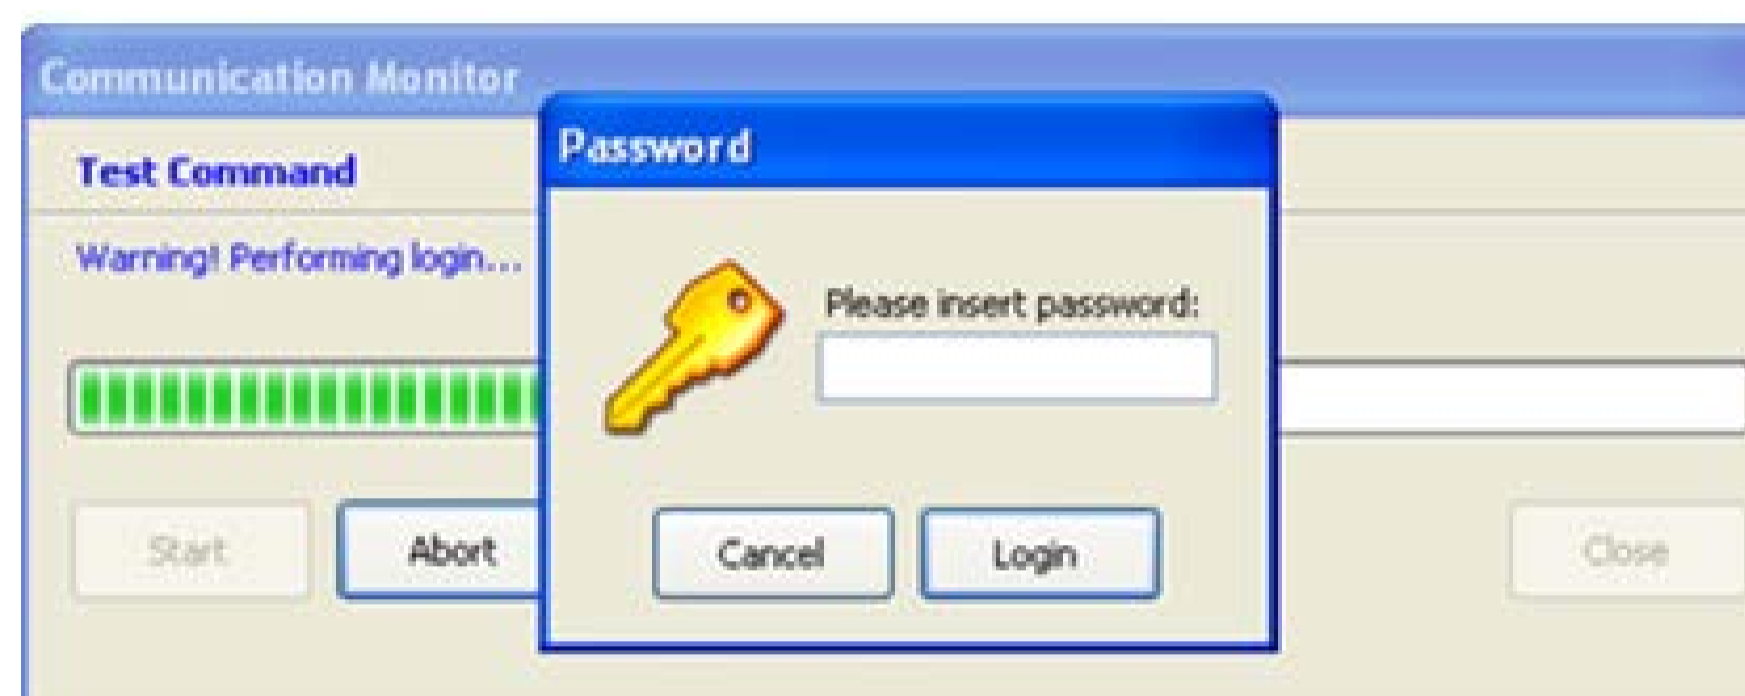 Communication Monitor
Password
Test Command
Warning! Performing login...
Please insert password:
Start
Abort
Cancel
Login
Close